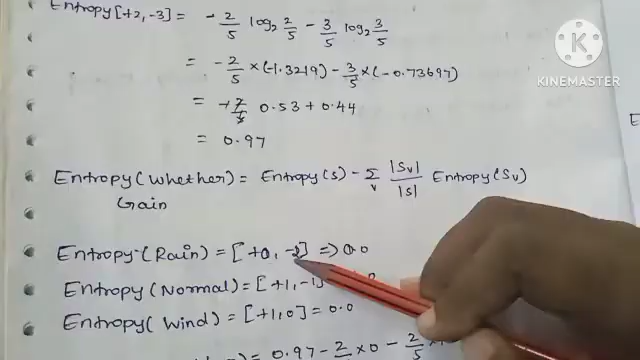 Entropy[+2,-3] = -2/5 log2 2/5 - 3/5 log2 3/5
= -2/5 ×(-1.3219) - 3/5 ×(-0.73697)
= 0.53 + 0.44
= 0.97
Entropy(Whether) = Entropy(S) - Σv |Sv|/|S| Entropy(Sv)
Gain
Entropy(Rain) = [+0, -2] => 0.0
Entropy(Normal) = [+1, -1]
Entropy(Wind) = [+1, 0] = 0.0
= 0.97 - 2 ×0 - 2/5
KINEMASTER